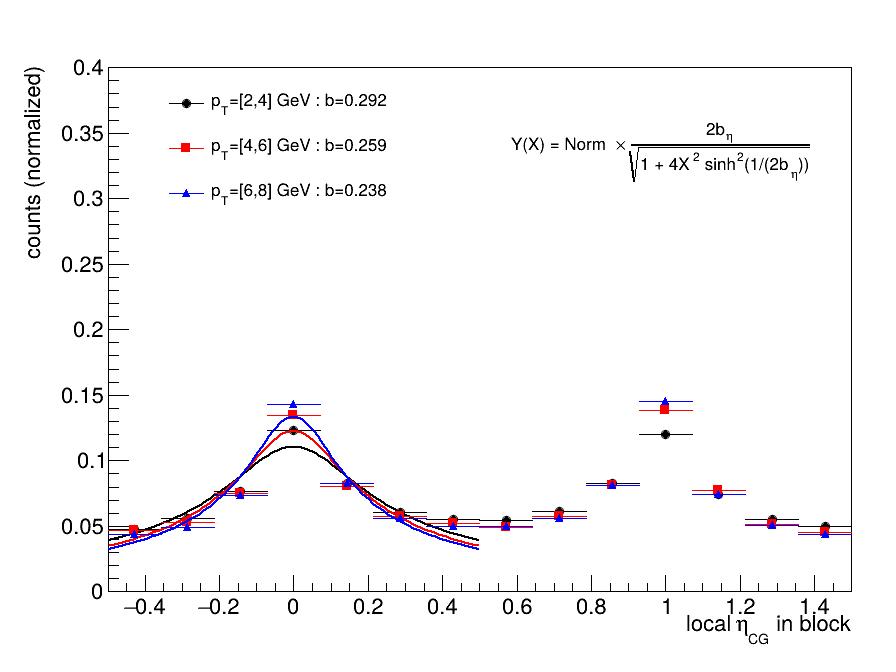 counts (normalized)
0.4
0.35
0.3
0.25
0.2
0.15
0.1
0.05
0
p_T=[2,4] GeV : b=0.292
p_T=[4,6] GeV : b=0.259
p_T=[6,8] GeV : b=0.238
Y(X) = Norm × 2b_η / √(1 + 4X² sinh²(1/(2b_η)))
−0.4 −0.2 0 0.2 0.4 0.6 0.8 1 1.2 1.4
local η_CG in block